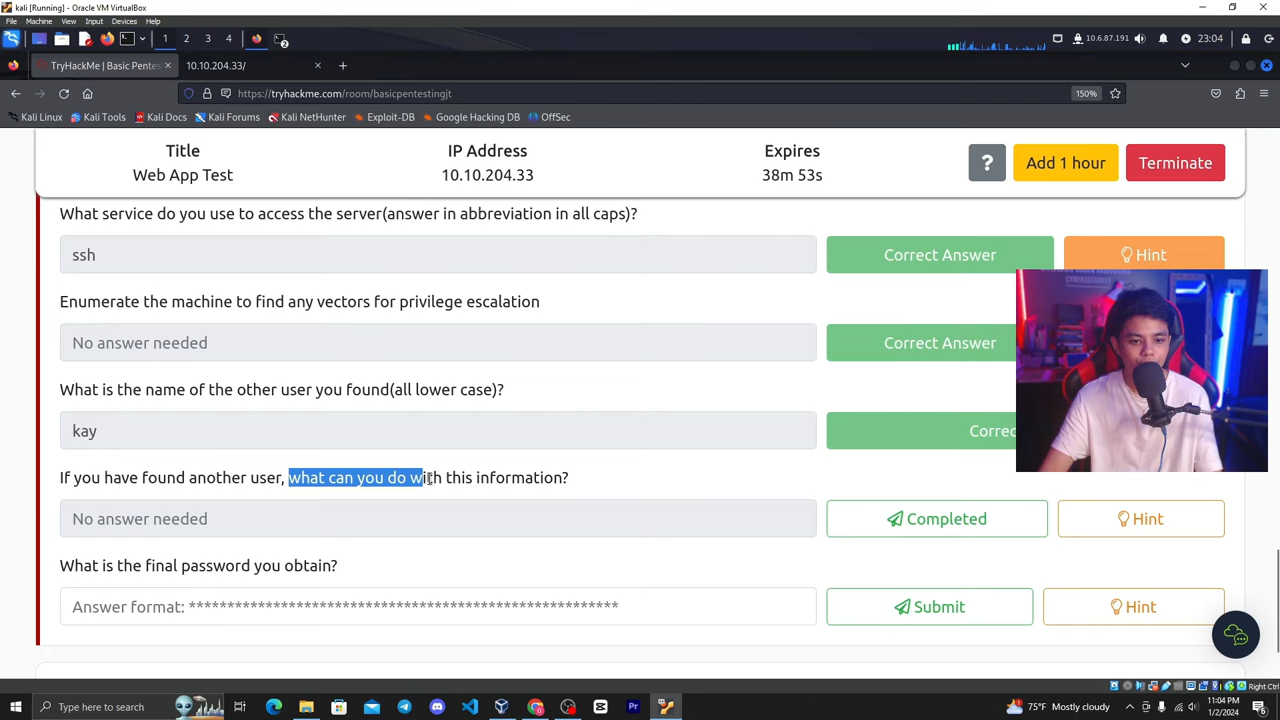 kali [Running] - Oracle VM VirtualBox
File Machine View Input Devices Help
1 2 3 4 2 10.6.87.191 23:04
TryHackMe | Basic Pentes × 10.10.204.33/ × +
https://tryhackme.com/room/basicpentestingjt 150%
Kali Linux Kali Tools Kali Docs Kali Forums Kali NetHunter Exploit-DB Google Hacking DB OffSec
Title IP Address Expires
Web App Test 10.10.204.33 38m 53s ? Add 1 hour Terminate
What service do you use to access the server(answer in abbreviation in all caps)?
ssh Correct Answer Hint
Enumerate the machine to find any vectors for privilege escalation
No answer needed Correct Answer
What is the name of the other user you found(all lower case)?
kay Correc
If you have found another user, what can you do with this information?
No answer needed Completed Hint
What is the final password you obtain?
Answer format: ******************************************************** Submit Hint
Right Ctrl
Type here to search 75°F Mostly cloudy 11:04 PM
1/2/2024